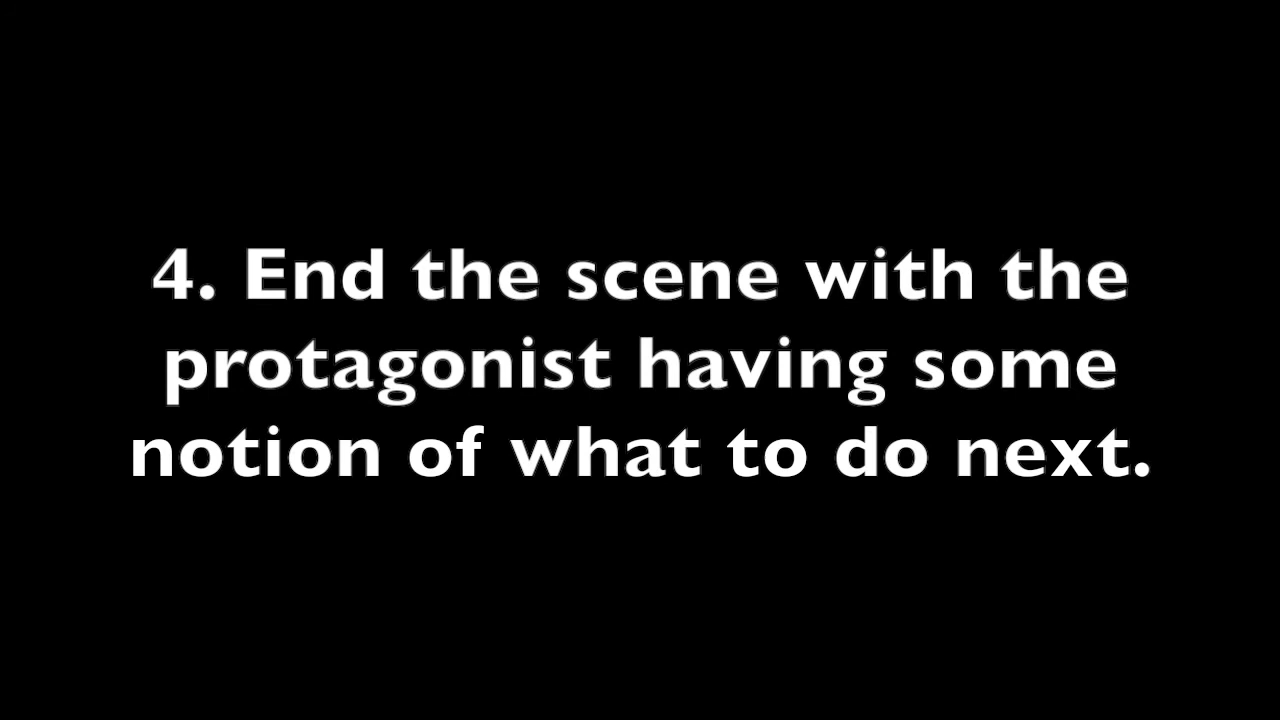 4. End the scene with the
protagonist having some
notion of what to do next.